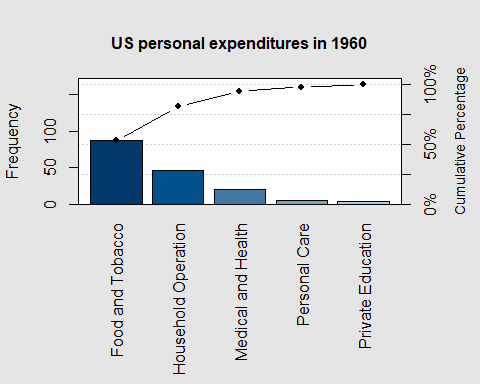 US personal expenditures in 1960
Frequency
0
50
100
0%
50%
100%
Cumulative Percentage
Food and Tobacco
Household Operation
Medical and Health
Personal Care
Private Education